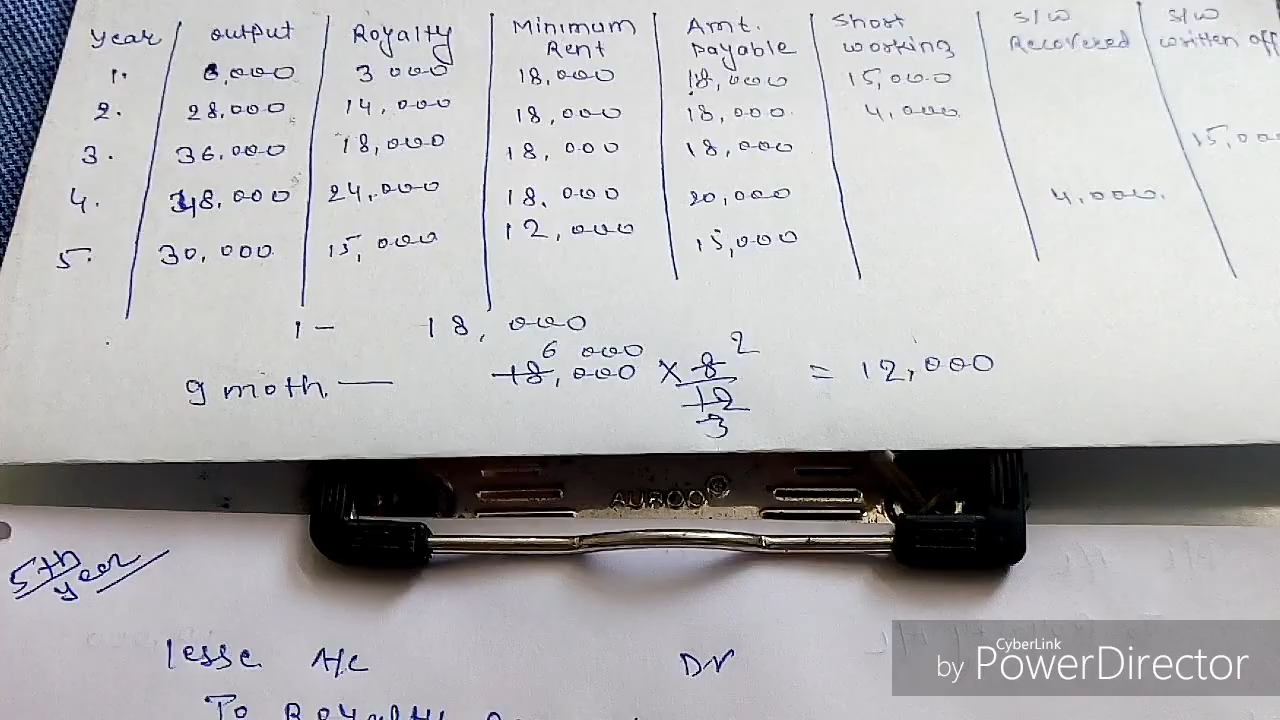 year output Royalty Minimum Rent Amt. Payable Short working S/W Recovered S/W written off
1. 6,000 3000 18,000 18,000 15,000
2. 28,000 14,000 18,000 18,000. 4,000.
3. 36,000 18,000 18,000 18,000 15,00
4. 48,000 24,000 18,000 20,000 4,000.
5. 30,000 15,000 12,000 15,000
1 - 18,000
6 000 2
9 moth. — 18,000 × 8 = 12,000
12
3
AUROO®
5th year
lesse A/c Dr
To Royalty
CyberLink
by PowerDirector